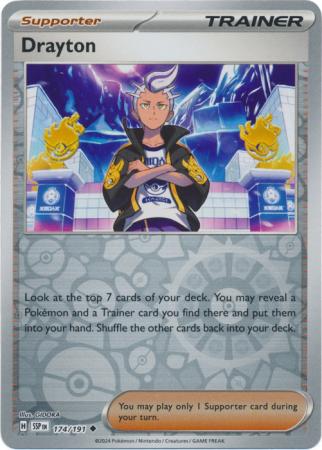 Supporter
TRAINER
Drayton
Look at the top 7 cards of your deck. You may reveal a
Pokémon and a Trainer card you find there and put them
into your hand. Shuffle the other cards back into your deck.
Illus. GIDORA
H SSP EN 174/191 ◆
You may play only 1 Supporter card during
your turn.
©2024 Pokémon / Nintendo / Creatures / GAME FREAK